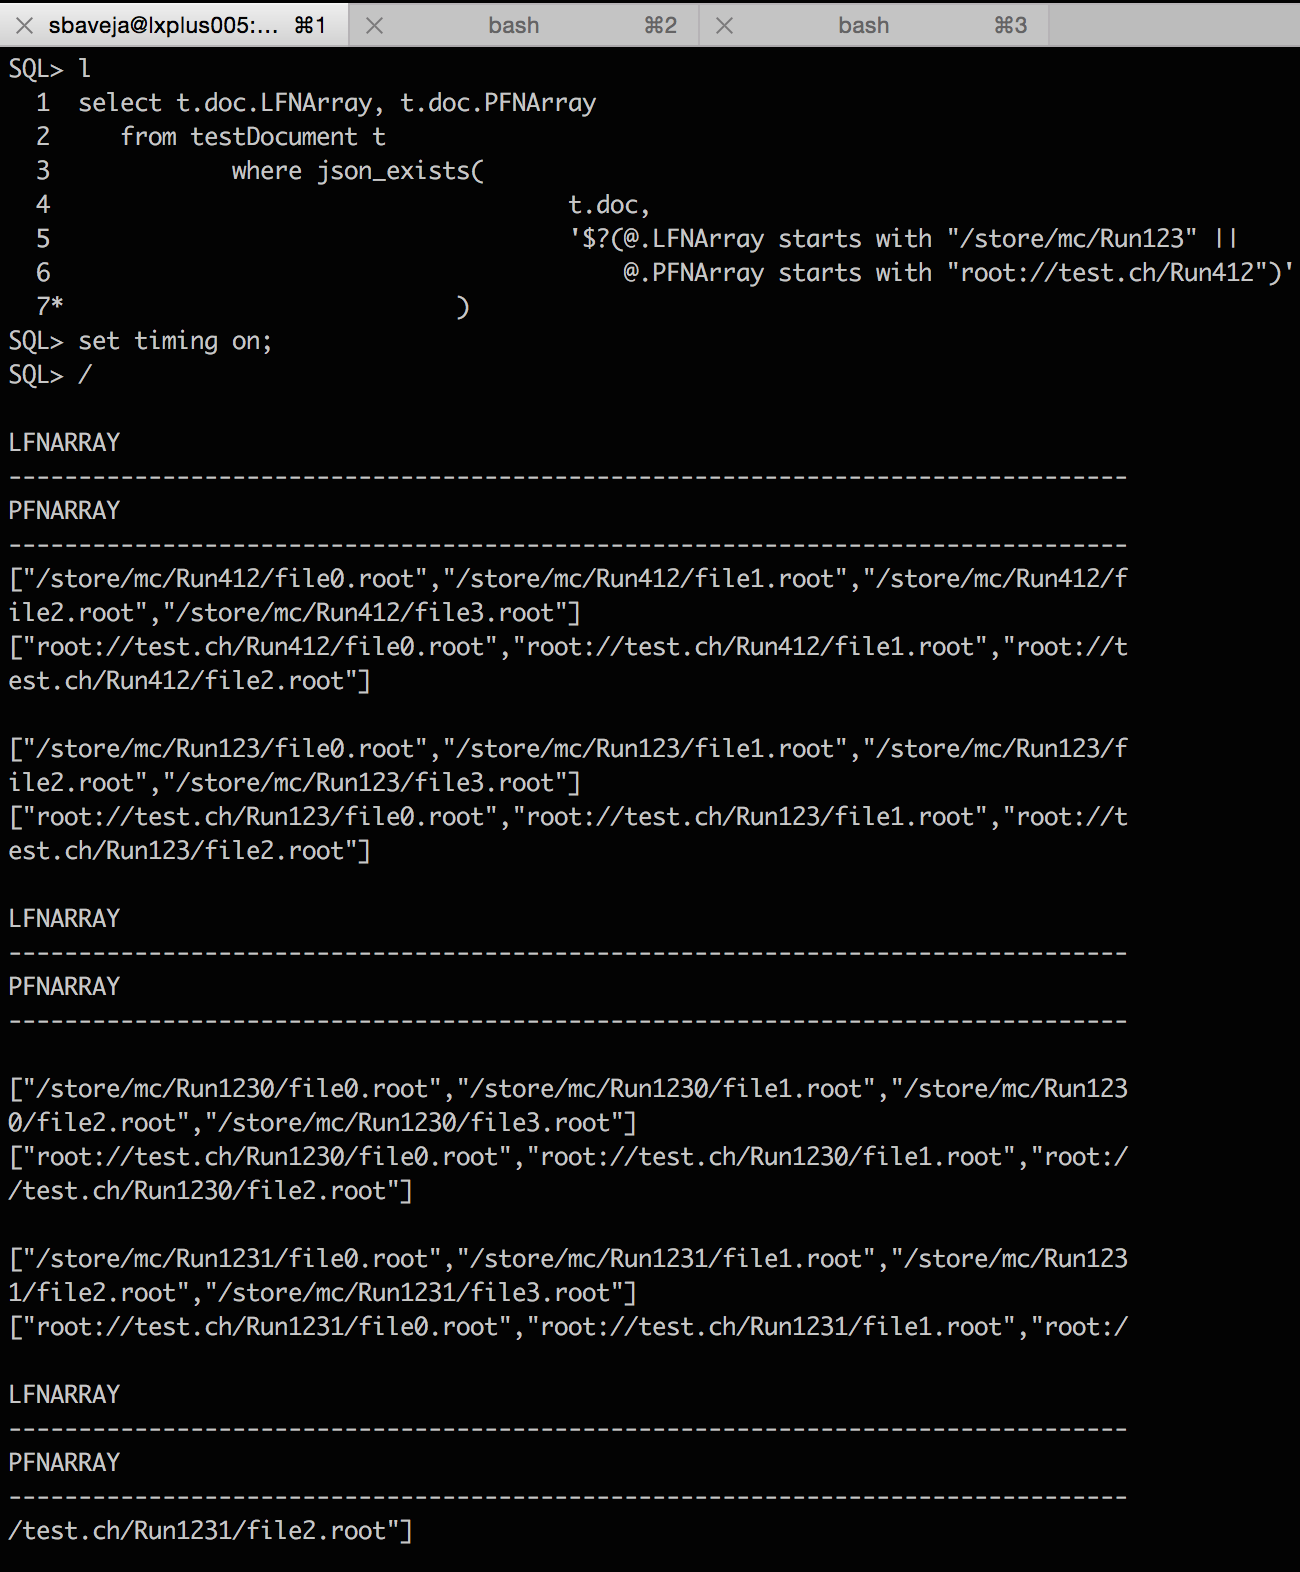 sbaveja@lxplus005:... ⌘1 bash ⌘2 bash ⌘3
SQL> l
  1  select t.doc.LFNArray, t.doc.PFNArray
  2     from testDocument t
  3             where json_exists(
  4                                     t.doc,
  5                                     '$?(@.LFNArray starts with "/store/mc/Run123" ||
  6                                         @.PFNArray starts with "root://test.ch/Run412")'
  7*                            )
SQL> set timing on;
SQL> /
LFNARRAY
--------------------------------------------------------------------------------
PFNARRAY
--------------------------------------------------------------------------------
["/store/mc/Run412/file0.root","/store/mc/Run412/file1.root","/store/mc/Run412/f
ile2.root","/store/mc/Run412/file3.root"]
["root://test.ch/Run412/file0.root","root://test.ch/Run412/file1.root","root://t
est.ch/Run412/file2.root"]
["/store/mc/Run123/file0.root","/store/mc/Run123/file1.root","/store/mc/Run123/f
ile2.root","/store/mc/Run123/file3.root"]
["root://test.ch/Run123/file0.root","root://test.ch/Run123/file1.root","root://t
est.ch/Run123/file2.root"]
LFNARRAY
--------------------------------------------------------------------------------
PFNARRAY
--------------------------------------------------------------------------------
["/store/mc/Run1230/file0.root","/store/mc/Run1230/file1.root","/store/mc/Run123
0/file2.root","/store/mc/Run1230/file3.root"]
["root://test.ch/Run1230/file0.root","root://test.ch/Run1230/file1.root","root:/
/test.ch/Run1230/file2.root"]
["/store/mc/Run1231/file0.root","/store/mc/Run1231/file1.root","/store/mc/Run123
1/file2.root","/store/mc/Run1231/file3.root"]
["root://test.ch/Run1231/file0.root","root://test.ch/Run1231/file1.root","root:/
LFNARRAY
--------------------------------------------------------------------------------
PFNARRAY
--------------------------------------------------------------------------------
/test.ch/Run1231/file2.root"]